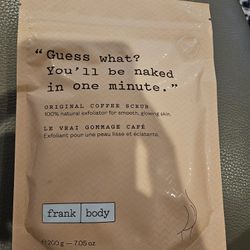 “Guess what?
You’ll be naked
in one minute.”
ORIGINAL COFFEE SCRUB
100% natural exfoliator for smooth, glowing skin.
LE VRAI GOMMAGE CAFÉ
Exfoliant pour une peau lisse et éclatante.
frank body
℮ 200 g — 7.05 oz